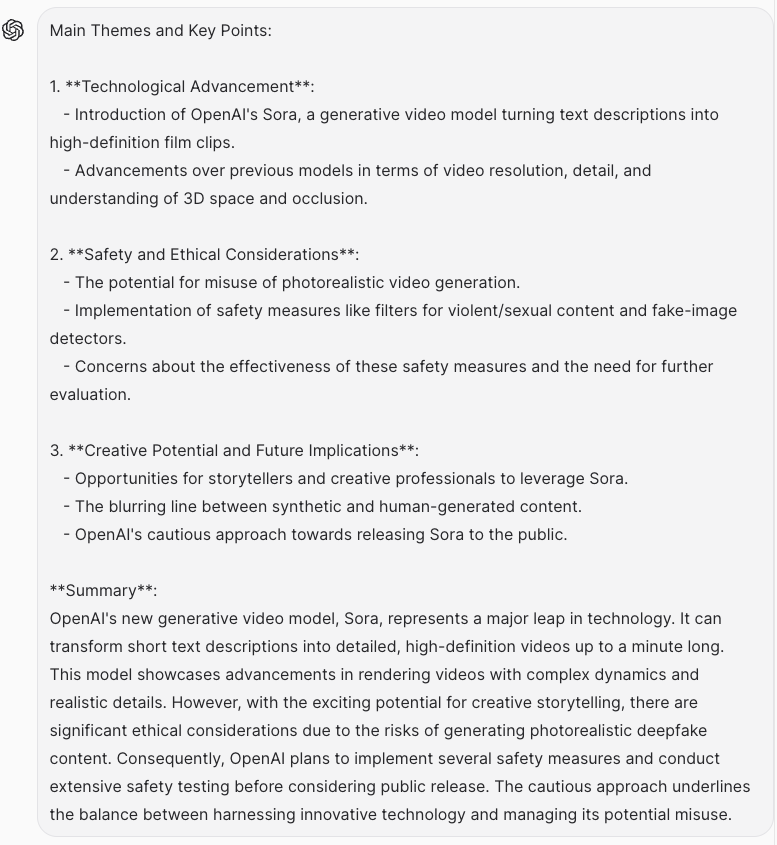 Main Themes and Key Points:
1. **Technological Advancement**:
- Introduction of OpenAI's Sora, a generative video model turning text descriptions into
high-definition film clips.
- Advancements over previous models in terms of video resolution, detail, and
understanding of 3D space and occlusion.
2. **Safety and Ethical Considerations**:
- The potential for misuse of photorealistic video generation.
- Implementation of safety measures like filters for violent/sexual content and fake-image
detectors.
- Concerns about the effectiveness of these safety measures and the need for further
evaluation.
3. **Creative Potential and Future Implications**:
- Opportunities for storytellers and creative professionals to leverage Sora.
- The blurring line between synthetic and human-generated content.
- OpenAI's cautious approach towards releasing Sora to the public.
**Summary**:
OpenAI's new generative video model, Sora, represents a major leap in technology. It can
transform short text descriptions into detailed, high-definition videos up to a minute long.
This model showcases advancements in rendering videos with complex dynamics and
realistic details. However, with the exciting potential for creative storytelling, there are
significant ethical considerations due to the risks of generating photorealistic deepfake
content. Consequently, OpenAI plans to implement several safety measures and conduct
extensive safety testing before considering public release. The cautious approach underlines
the balance between harnessing innovative technology and managing its potential misuse.